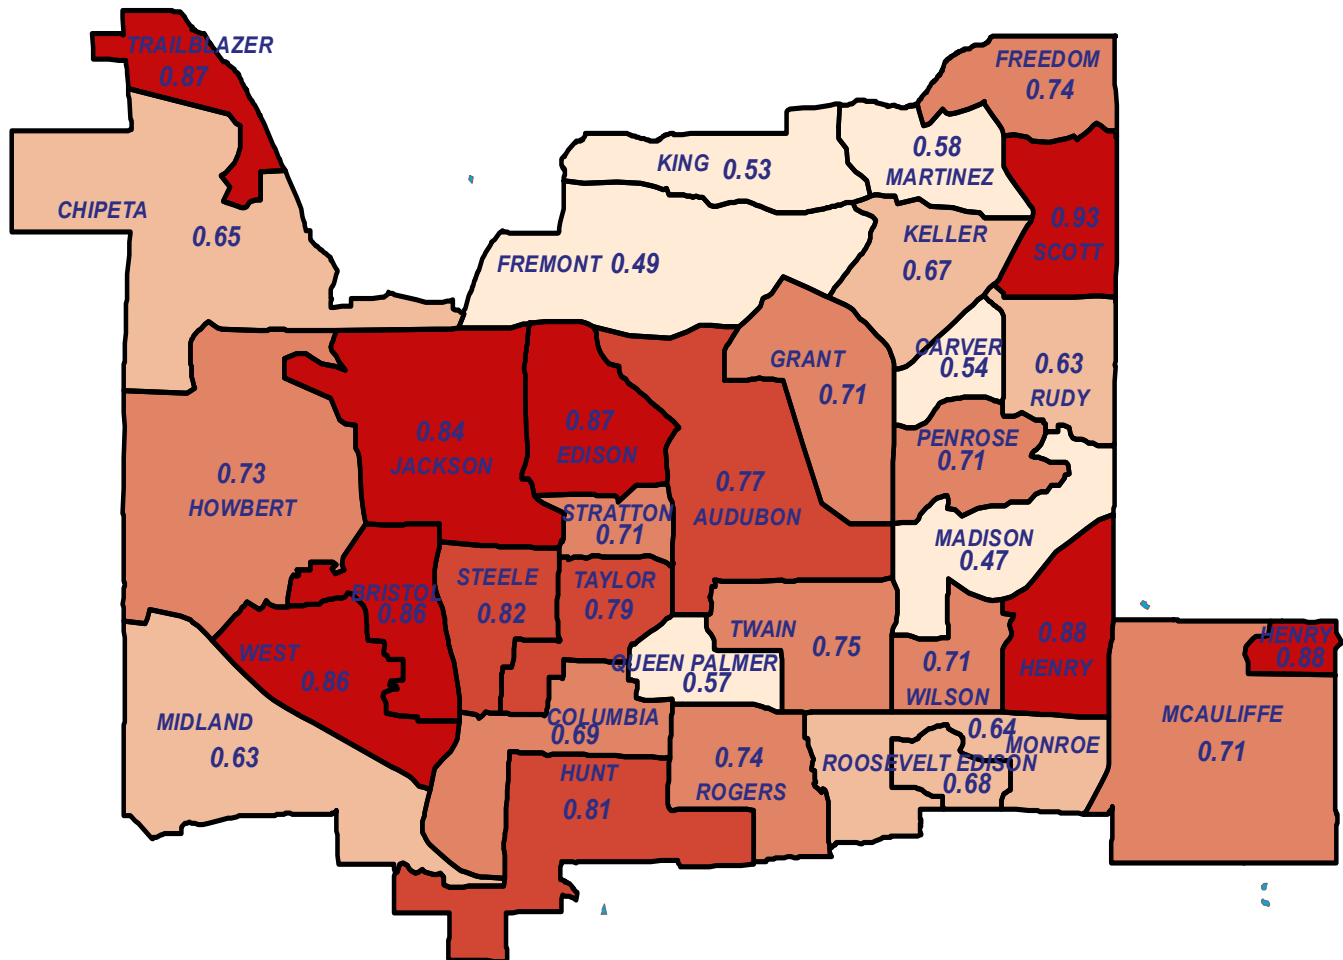 TRAILBLAZER
0.87
FREEDOM
0.74
KING 0.53
0.58
MARTINEZ
CHIPETA
0.65
0.93
SCOTT
KELLER
0.67
FREMONT 0.49
GRANT
0.71
CARVER
0.54
0.63
RUDY
0.84
JACKSON
0.87
EDISON
PENROSE
0.71
0.73
HOWBERT
0.77
AUDUBON
STRATTON
0.71
MADISON
0.47
BRISTOL
0.86
STEELE
0.82
TAYLOR
0.79
TWAIN
0.75
0.88
HENRY
HENRY
0.88
WEST
0.86
QUEEN PALMER
0.57
0.71
WILSON
MIDLAND
0.63
COLUMBIA
0.69
0.64
MONROE
MCAULIFFE
0.71
HUNT
0.81
0.74
ROGERS
ROOSEVELT EDISON
0.68